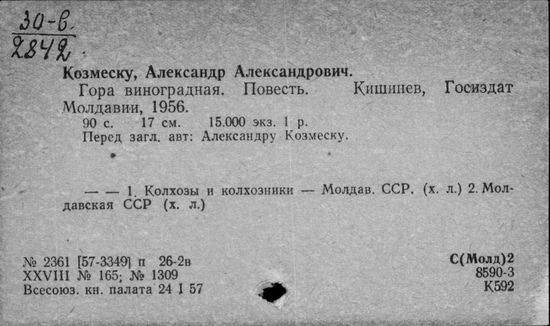 30-в.
2842
Козмеску, Александр Александрович.
Гора виноградная. Повесть. Кишинев, Госиздат
Молдавии, 1956.
90 с. 17 см. 15.000 экз. 1 р.
Перед загл. авт: Александру Козмеску.
— — 1. Колхозы и колхозники — Молдав. ССР. (х. л.) 2. Мол-
давская ССР (х. л.)
№ 2361 [57-3349] п 26-2в
XXVIII № 165; № 1309
Всесоюз. кн. палата 24 I 57
С(Молд)2
8590-3
К592